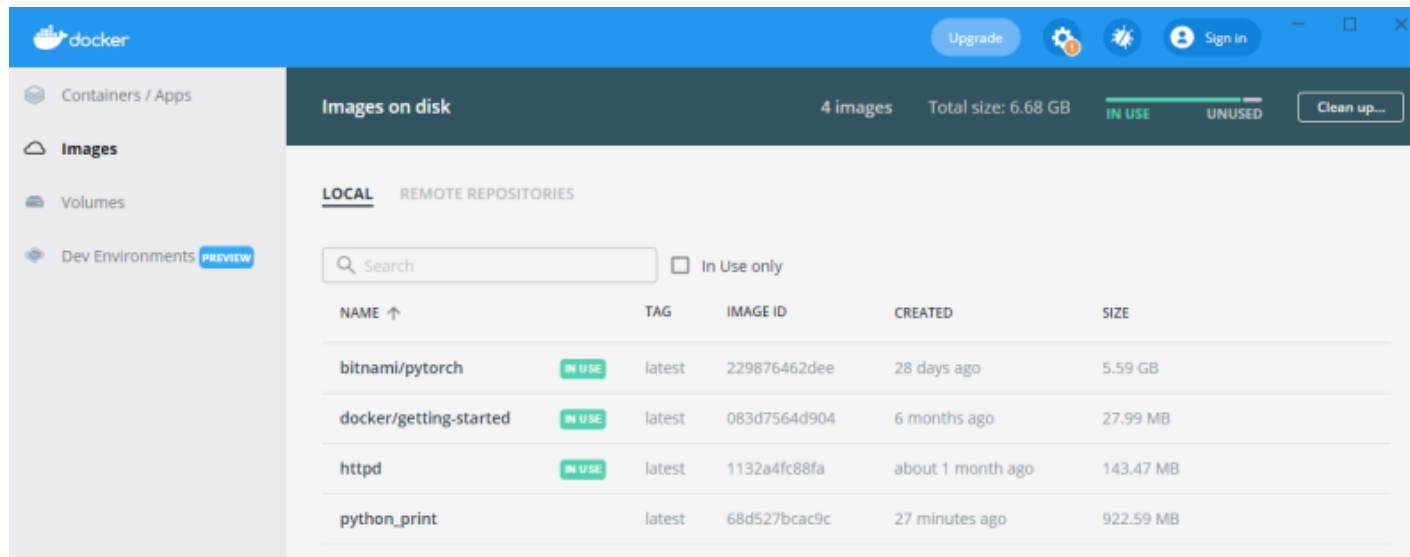 docker
Upgrade
Sign in
Containers / Apps
Images
Volumes
Dev Environments PREVIEW
Images on disk
4 images
Total size: 6.68 GB
IN USE UNUSED
Clean up...
LOCAL REMOTE REPOSITORIES
Search In Use only
NAME TAG IMAGE ID CREATED SIZE
bitnami/pytorch IN USE latest 229876462dee 28 days ago 5.59 GB
docker/getting-started IN USE latest 083d7564d904 6 months ago 27.99 MB
httpd IN USE latest 1132a4fc88fa about 1 month ago 143.47 MB
python_print latest 68d527bcac9c 27 minutes ago 922.59 MB